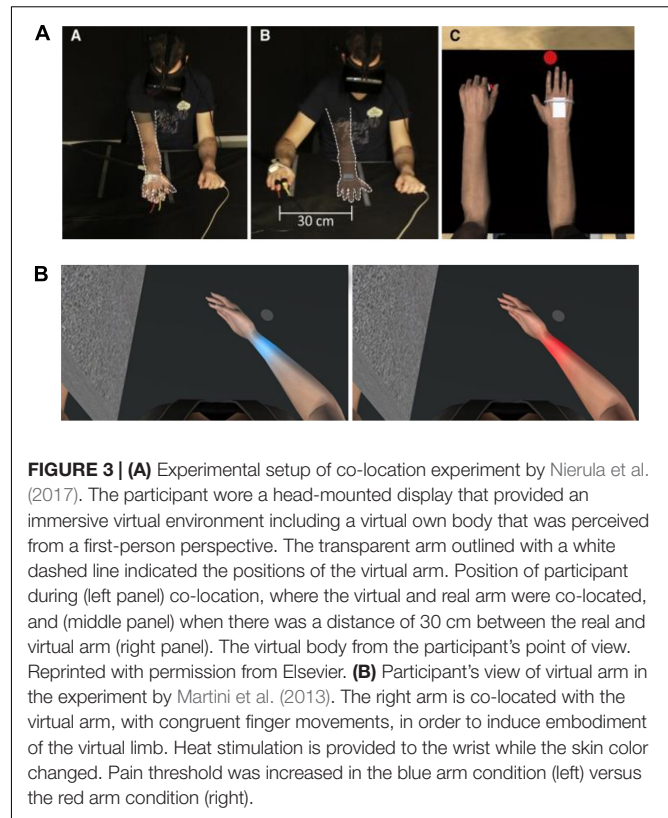 A
A
B
C
30 cm
B
FIGURE 3 | (A) Experimental setup of co-location experiment by Nierula et al.
(2017). The participant wore a head-mounted display that provided an
immersive virtual environment including a virtual own body that was perceived
from a first-person perspective. The transparent arm outlined with a white
dashed line indicated the positions of the virtual arm. Position of participant
during (left panel) co-location, where the virtual and real arm were co-located,
and (middle panel) when there was a distance of 30 cm between the real and
virtual arm (right panel). The virtual body from the participant's point of view.
Reprinted with permission from Elsevier. (B) Participant's view of virtual arm in
the experiment by Martini et al. (2013). The right arm is co-located with the
virtual arm, with congruent finger movements, in order to induce embodiment
of the virtual limb. Heat stimulation is provided to the wrist while the skin color
changed. Pain threshold was increased in the blue arm condition (left) versus
the red arm condition (right).